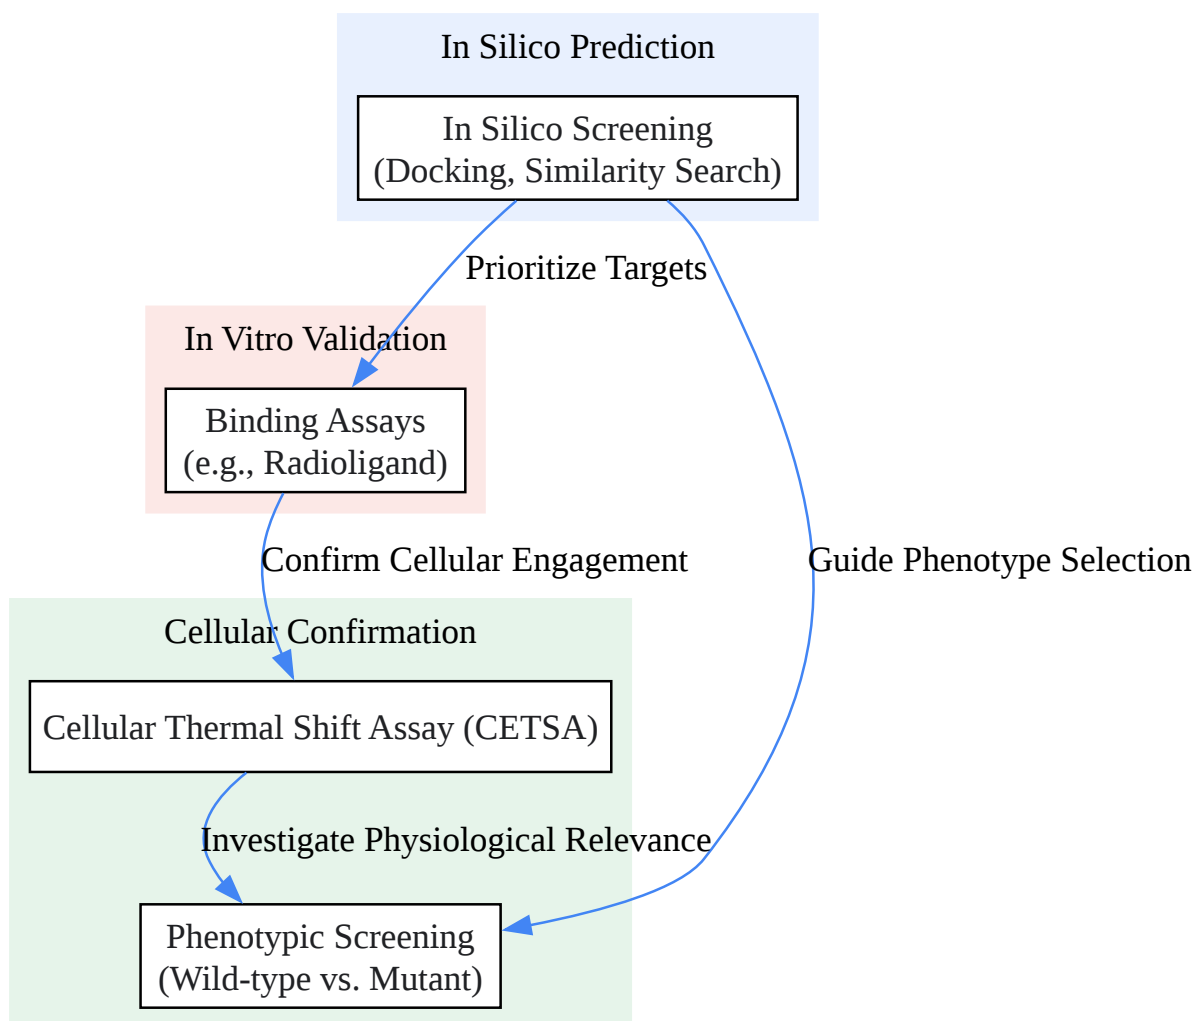 In Silico Prediction
In Silico Screening
(Docking, Similarity Search)
Prioritize Targets
In Vitro Validation
Binding Assays
(e.g., Radioligand)
Confirm Cellular Engagement
Guide Phenotype Selection
Cellular Confirmation
Cellular Thermal Shift Assay (CETSA)
Investigate Physiological Relevance
Phenotypic Screening
(Wild-type vs. Mutant)